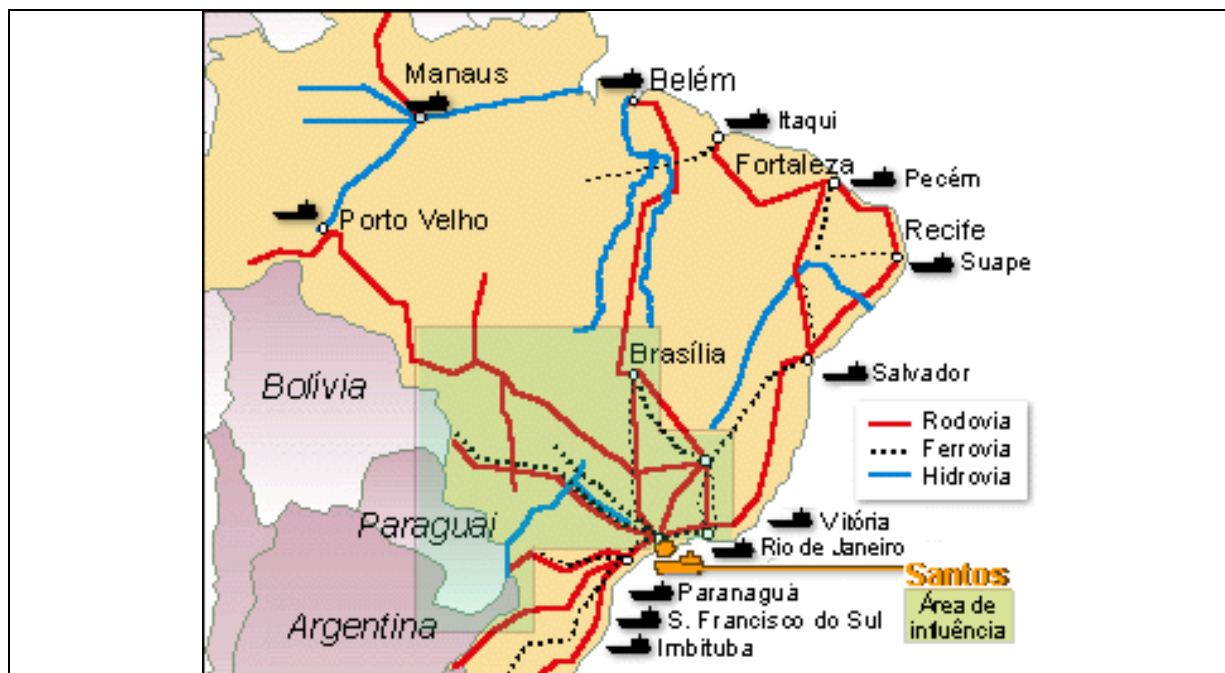 Manaus
Belém
Itaqui
Fortaleza
Pecém
Porto Velho
Recife
Suape
Brasília
Bolívia
Salvador
Rodovia
Ferrovia
Hidrovia
Paraguai
Vitória
Rio de Janeiro
Santos
Paranaguá
Área de
influência
S. Francisco do Sul
Argentina
Imbituba